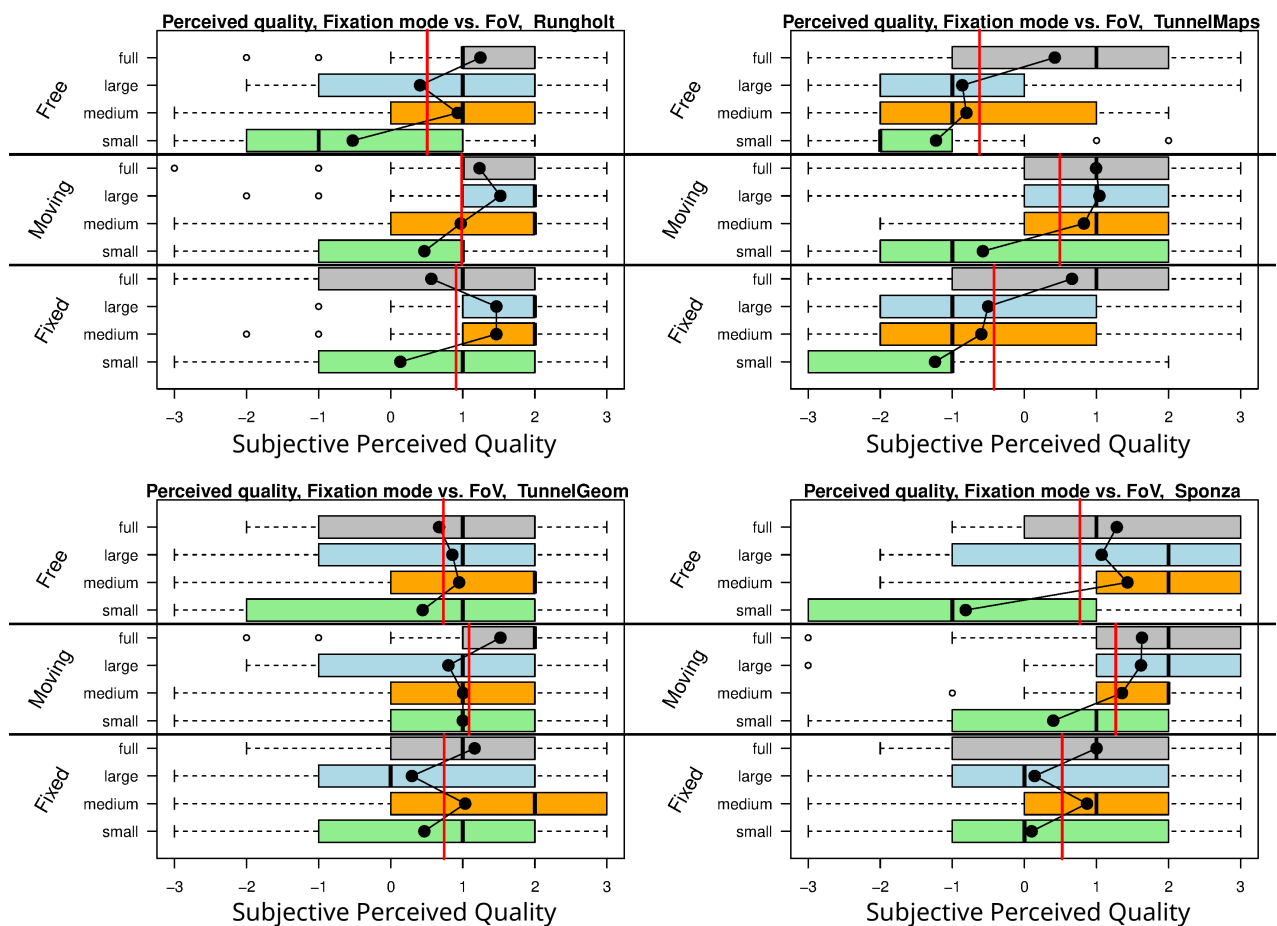 Perceived quality, Fixation mode vs. FoV, Rungholt
Free
full
large
medium
small
Moving
full
large
medium
small
Fixed
full
large
medium
small
−3 −2 −1 0 1 2 3
Subjective Perceived Quality
Perceived quality, Fixation mode vs. FoV, TunnelMaps
Free
full
large
medium
small
Moving
full
large
medium
small
Fixed
full
large
medium
small
−3 −2 −1 0 1 2 3
Subjective Perceived Quality
Perceived quality, Fixation mode vs. FoV, TunnelGeom
Free
full
large
medium
small
Moving
full
large
medium
small
Fixed
full
large
medium
small
−3 −2 −1 0 1 2 3
Subjective Perceived Quality
Perceived quality, Fixation mode vs. FoV, Sponza
Free
full
large
medium
small
Moving
full
large
medium
small
Fixed
full
large
medium
small
−3 −2 −1 0 1 2 3
Subjective Perceived Quality